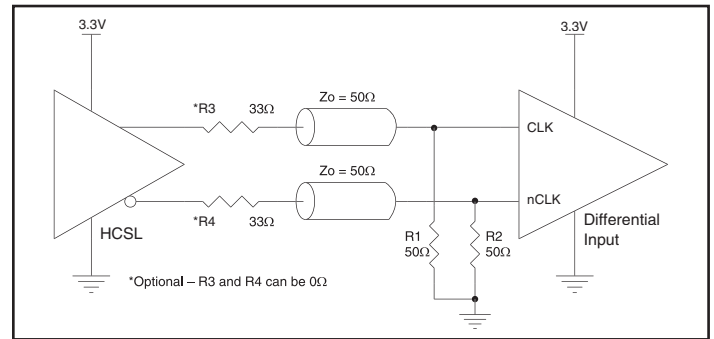 3.3V
3.3V
*R3
33Ω
Zo = 50Ω
CLK
Zo = 50Ω
nCLK
HCSL
*R4
33Ω
R1
50Ω
R2
50Ω
Differential
Input
*Optional – R3 and R4 can be 0Ω